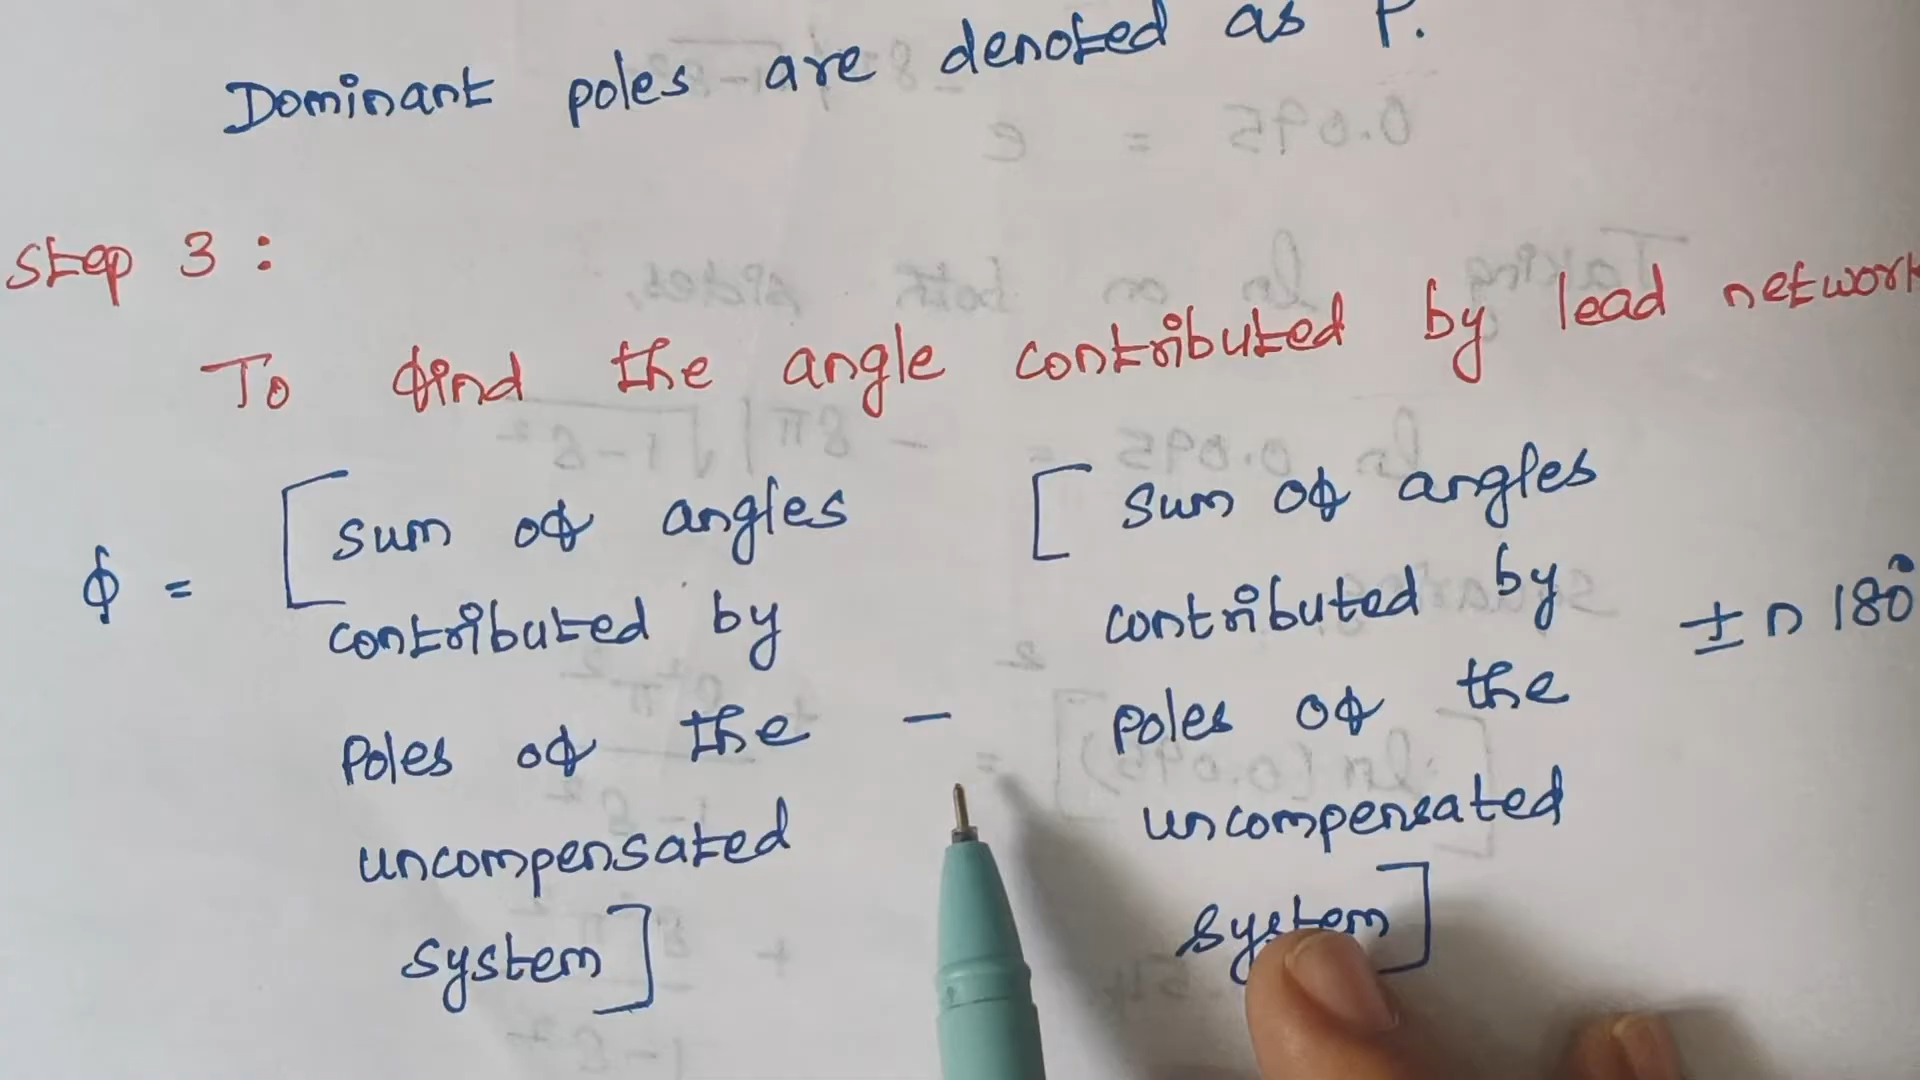 Dominant poles are denoted as P.
Step 3 :
To find the angle contributed by lead network
ϕ = [sum of angles contributed by poles of the uncompensated system] - [sum of angles contributed by poles of the uncompensated system] ± n 180°